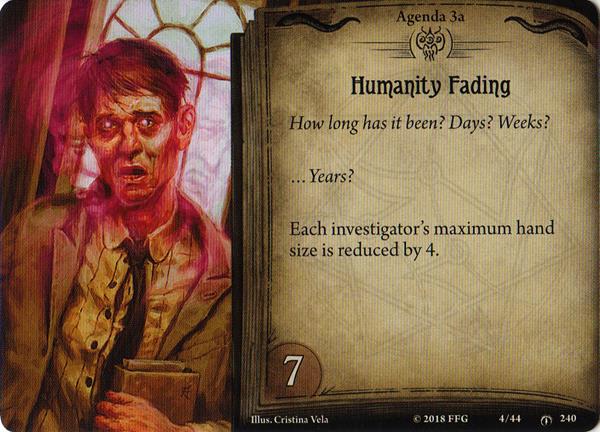 Agenda 3a
Humanity Fading
How long has it been? Days? Weeks?
…Years?
Each investigator's maximum hand
size is reduced by 4.
7
Illus. Cristina Vela
© 2018 FFG
4/44
240